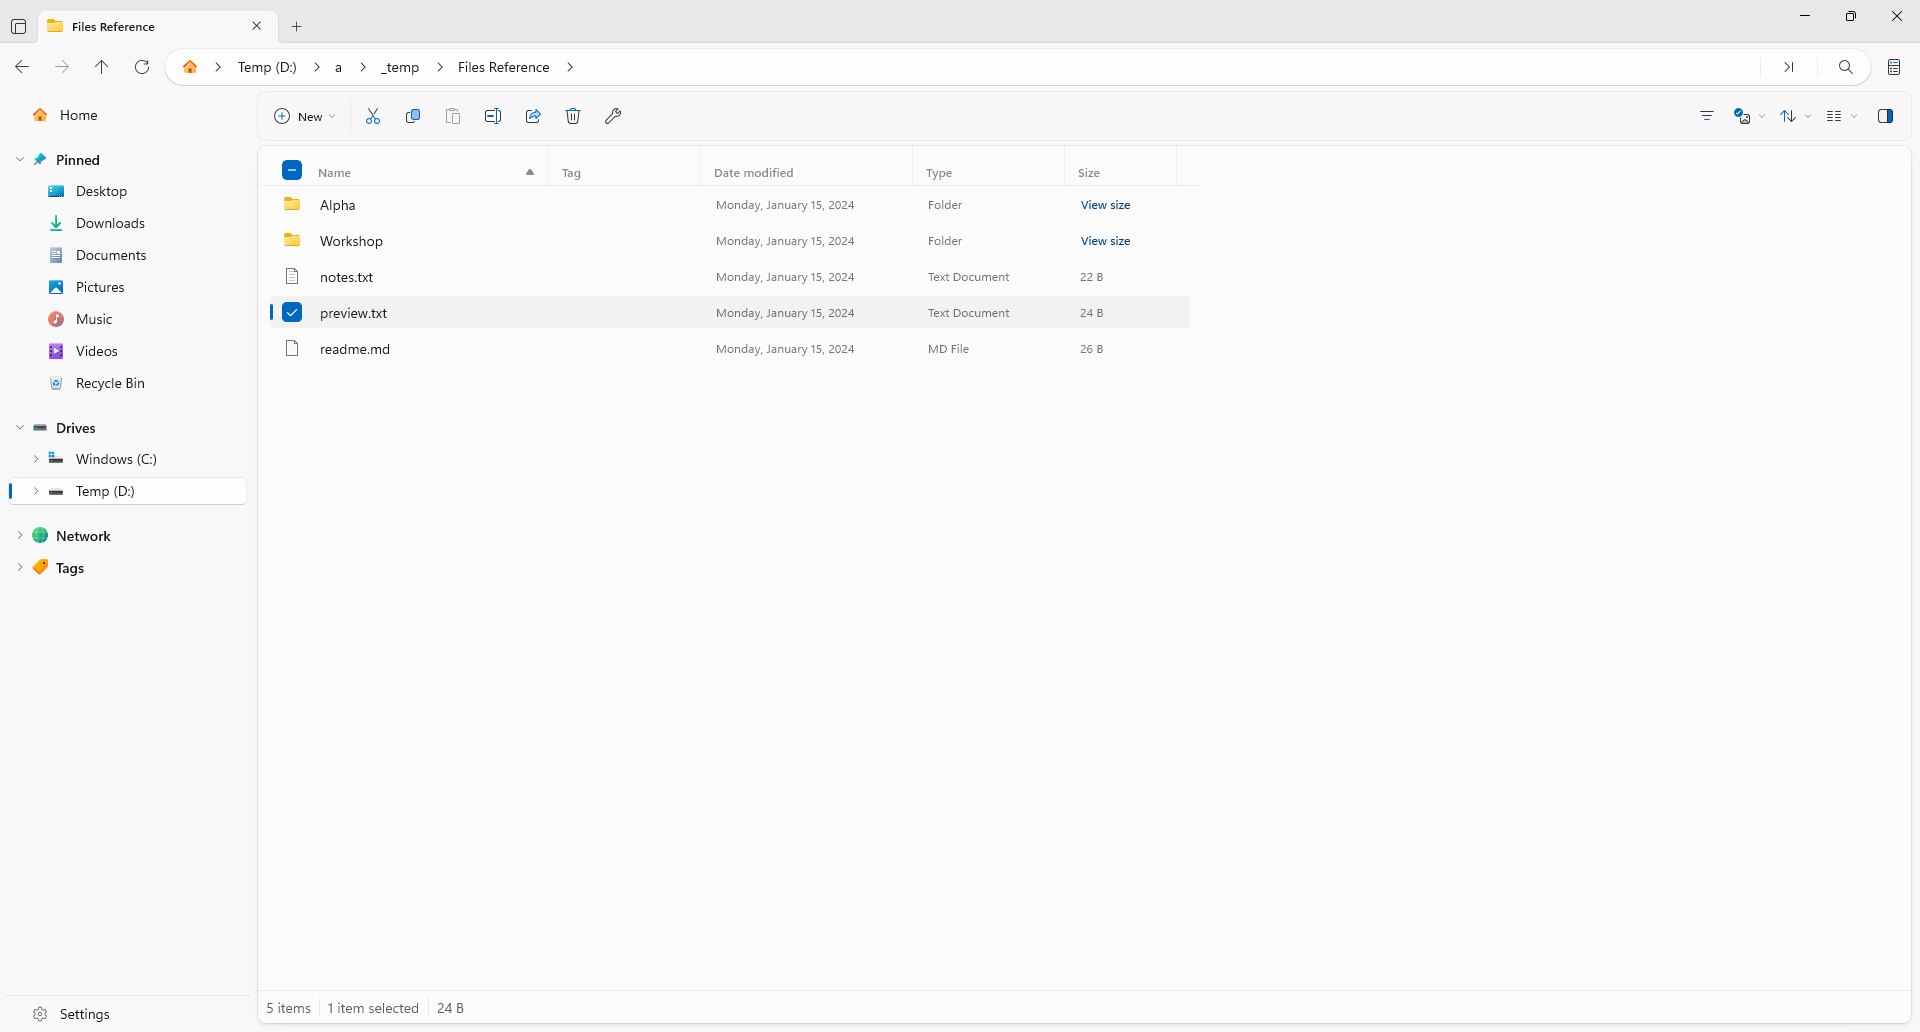 Files Reference
Temp (D:)
a
_temp
Files Reference
Home
New
Pinned
Desktop
Downloads
Documents
Pictures
Music
Videos
Recycle Bin
Drives
Windows (C:)
Temp (D:)
Network
Tags
Settings
Name Tag Date modified Type Size
Alpha Monday, January 15, 2024 Folder View size
Workshop Monday, January 15, 2024 Folder View size
notes.txt Monday, January 15, 2024 Text Document 22 B
preview.txt Monday, January 15, 2024 Text Document 24 B
readme.md Monday, January 15, 2024 MD File 26 B
5 items 1 item selected 24 B